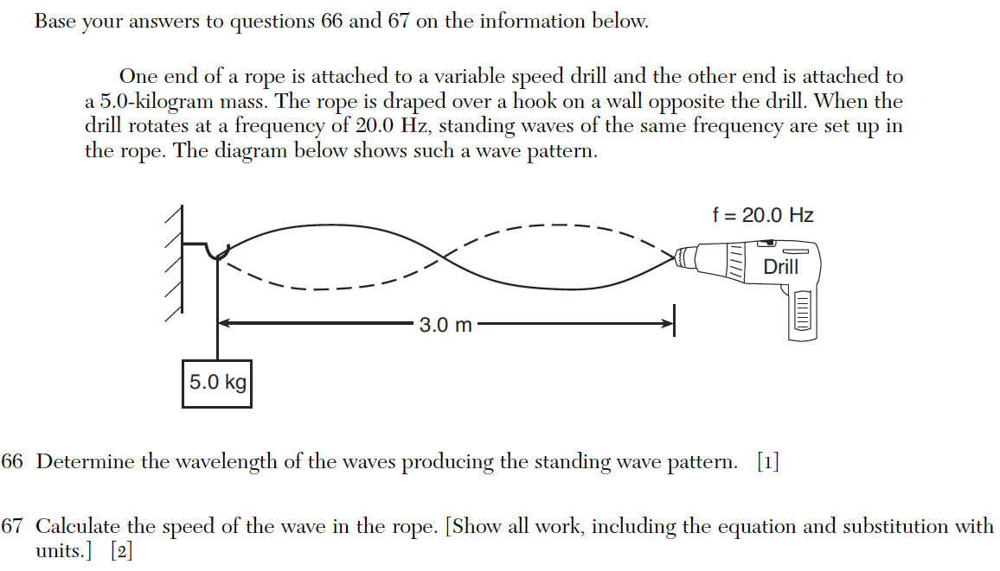 Base your answers to questions 66 and 67 on the information below.
One end of a rope is attached to a variable speed drill and the other end is attached to
a 5.0-kilogram mass. The rope is draped over a hook on a wall opposite the drill. When the
drill rotates at a frequency of 20.0 Hz, standing waves of the same frequency are set up in
the rope. The diagram below shows such a wave pattern.
f = 20.0 Hz
Drill
3.0 m
5.0 kg
66 Determine the wavelength of the waves producing the standing wave pattern. [1]
67 Calculate the speed of the wave in the rope. [Show all work, including the equation and substitution with
units.] [2]